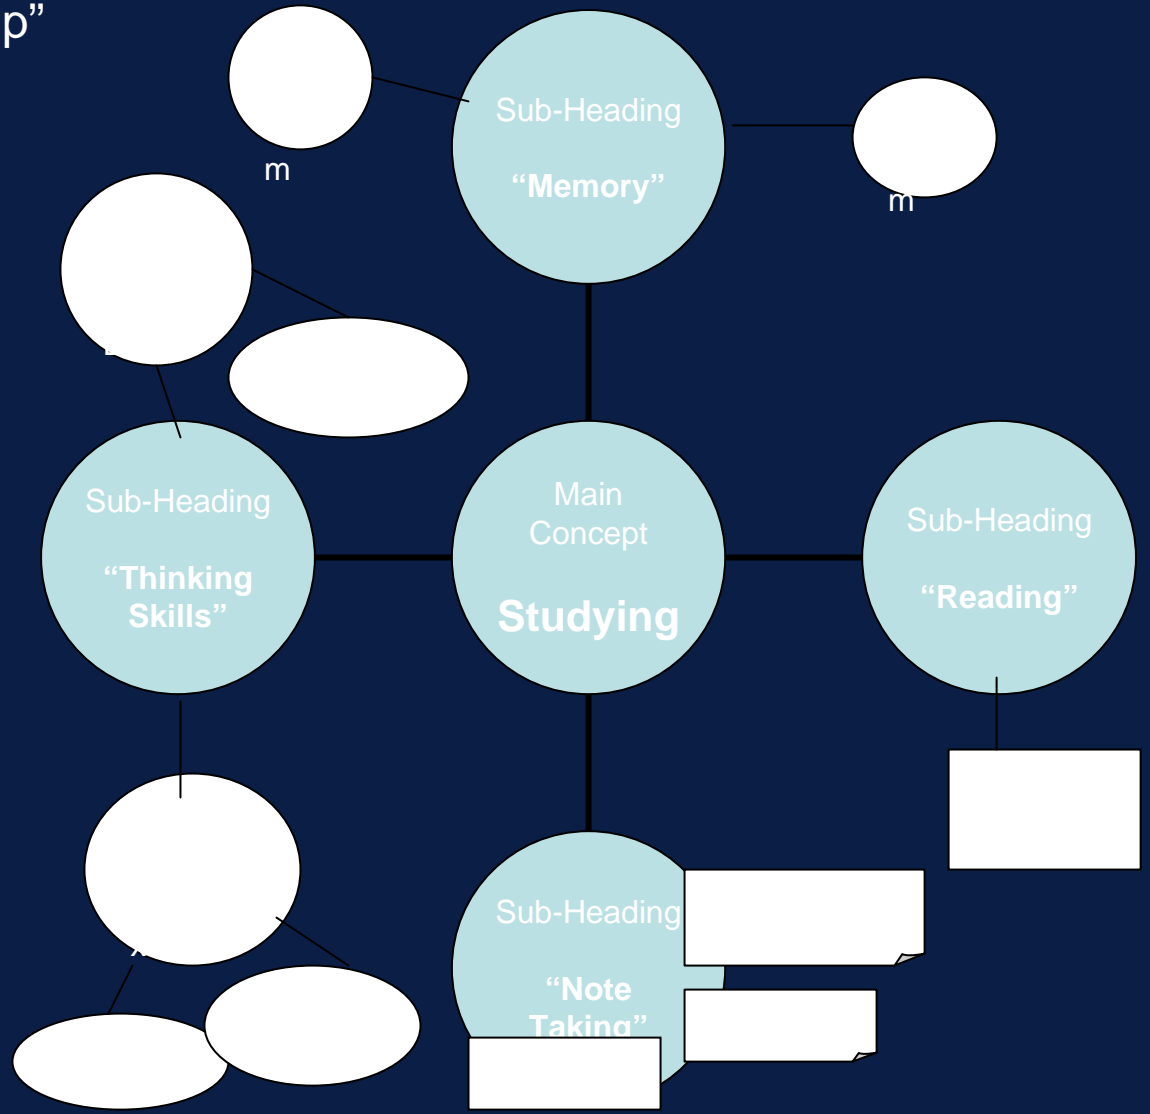 p”
Sub-Heading
“Memory”
m
m
Sub-Heading
“Thinking
Skills”
Main
Concept
Studying
Sub-Heading
“Reading”
Sub-Heading
“Note
Taking”